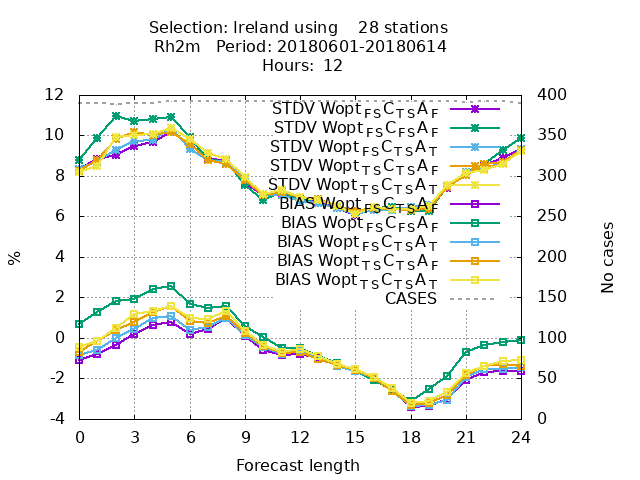 Selection: Ireland using 28 stations
Rh2m Period: 20180601-20180614
Hours: 12
STDV Wopt_FS C_TS A_F
STDV Wopt_FS C_FS A_F
STDV Wopt_FS C_TS A_T
STDV Wopt_TS C_TS A_F
STDV Wopt_TS C_TS A_T
BIAS Wopt_FS C_TS A_F
BIAS Wopt_FS C_FS A_F
BIAS Wopt_FS C_TS A_T
BIAS Wopt_TS C_TS A_F
BIAS Wopt_TS C_TS A_T
CASES
%
12
10
8
6
4
2
0
-2
-4
400
350
300
250
200
150
100
50
0
No cases
0 3 6 9 12 15 18 21 24
Forecast length